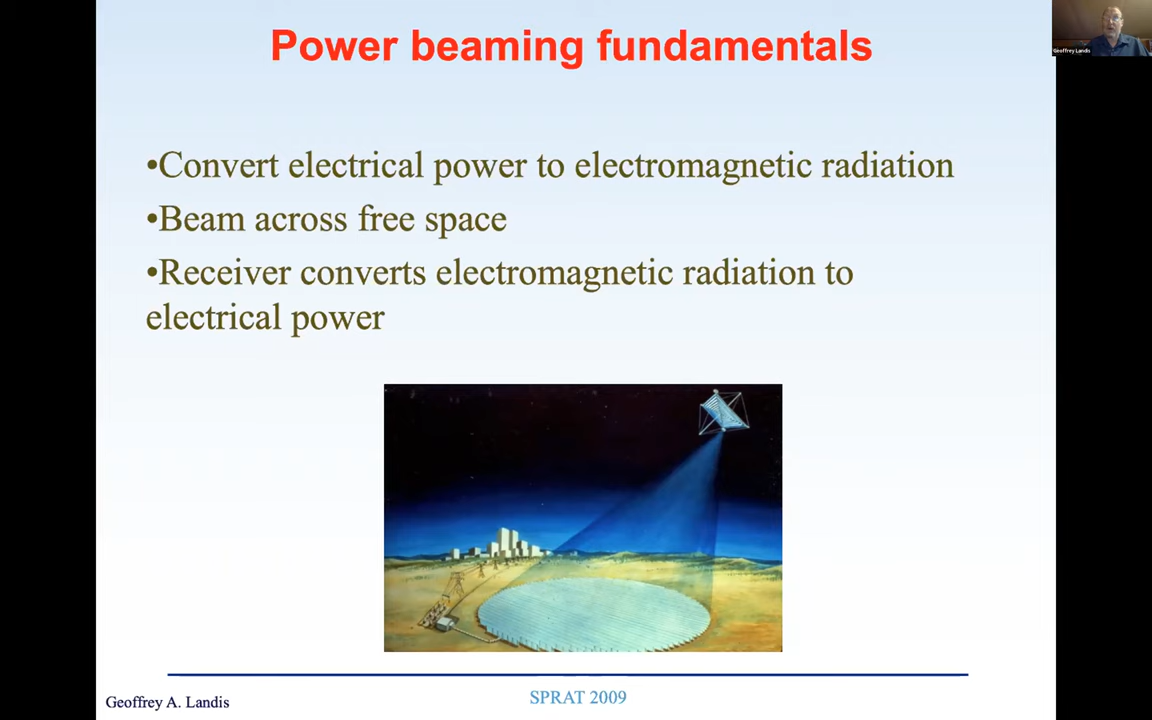 Power beaming fundamentals
Geoffrey Landis
•Convert electrical power to electromagnetic radiation
•Beam across free space
•Receiver converts electromagnetic radiation to
electrical power
Geoffrey A. Landis
SPRAT 2009